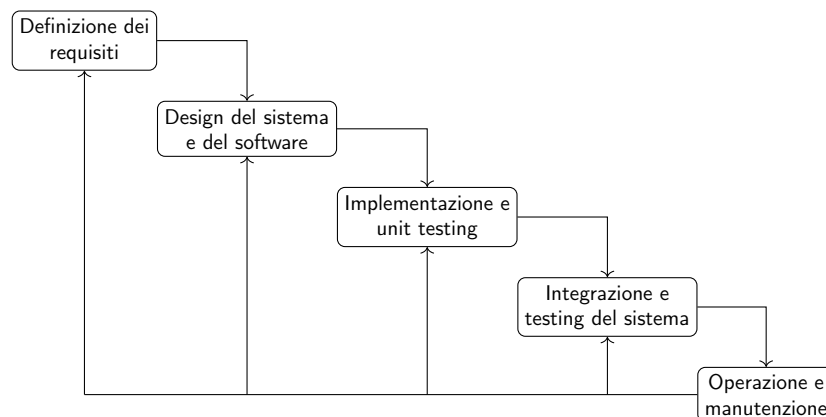 Definizione dei
requisiti
Design del sistema
e del software
Implementazione e
unit testing
Integrazione e
testing del sistema
Operazione e
manutenzione